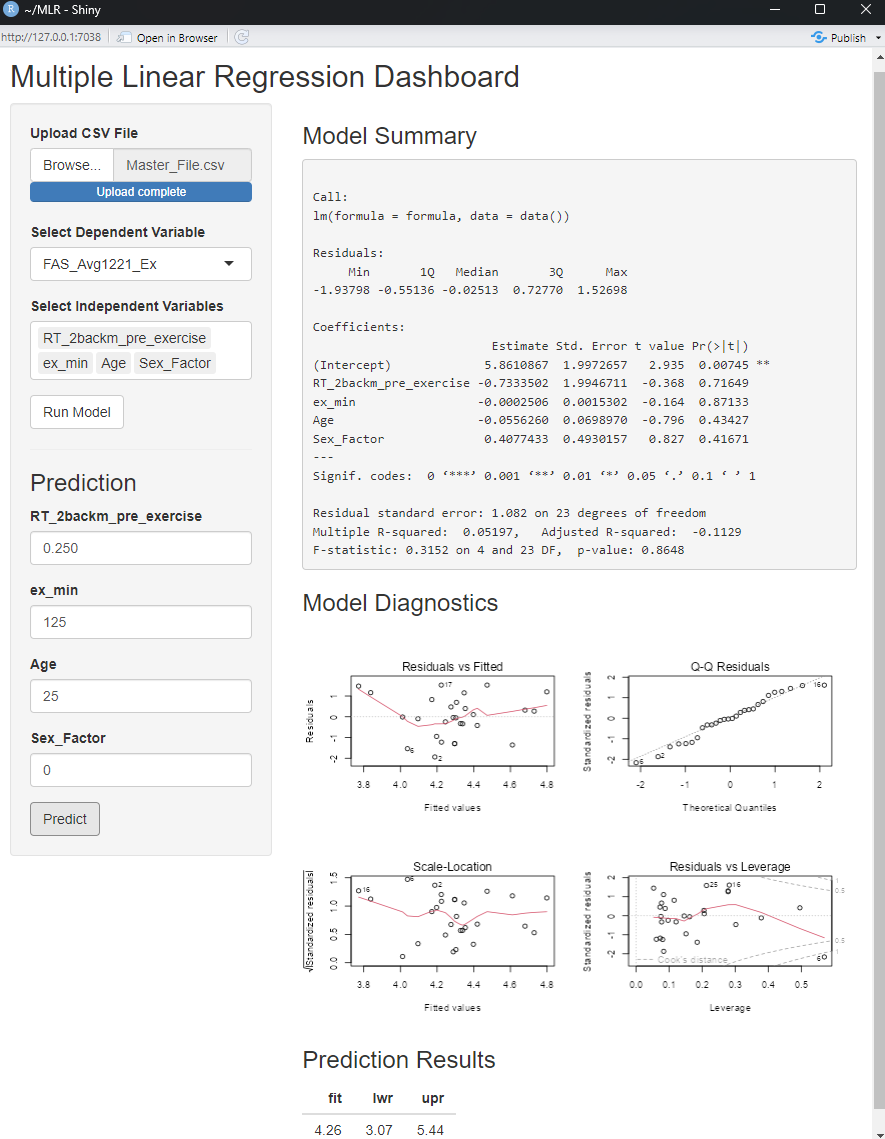 R ~/MLR - Shiny
http://127.0.0.1:7038 Open in Browser Publish
Multiple Linear Regression Dashboard
Upload CSV File
Browse... Master_File.csv
Upload complete
Select Dependent Variable
FAS_Avg1221_Ex
Select Independent Variables
RT_2backm_pre_exercise
ex_min Age Sex_Factor
Run Model
Prediction
RT_2backm_pre_exercise
0.250
ex_min
125
Age
25
Sex_Factor
0
Predict
Model Summary
Call:
lm(formula = formula, data = data())
Residuals:
Min 1Q Median 3Q Max
-1.93798 -0.55136 -0.02513 0.72770 1.52698
Coefficients:
Estimate Std. Error t value Pr(>|t|)
(Intercept) 5.8610867 1.9972657 2.935 0.00745 **
RT_2backm_pre_exercise -0.7333502 1.9946711 -0.368 0.71649
ex_min -0.0002506 0.0015302 -0.164 0.87133
Age -0.0556260 0.0698970 -0.796 0.43427
Sex_Factor 0.4077433 0.4930157 0.827 0.41671
---
Signif. codes: 0 ‘***’ 0.001 ‘**’ 0.01 ‘*’ 0.05 ‘.’ 0.1 ‘ ’ 1
Residual standard error: 1.082 on 23 degrees of freedom
Multiple R-squared: 0.05197, Adjusted R-squared: -0.1129
F-statistic: 0.3152 on 4 and 23 DF, p-value: 0.8648
Model Diagnostics
Residuals vs Fitted
Residuals
1
0
-1
-2
17
6
2
3.8 4.0 4.2 4.4 4.6 4.8
Fitted values
Q-Q Residuals
Standardized residuals
2
1
0
-1
-2
16
2
6
-2 -1 0 1 2
Theoretical Quantiles
Scale-Location
√|Standardized residuals|
1.5
1.0
0.5
0.0
6
2
16
3.8 4.0 4.2 4.4 4.6 4.8
Fitted values
Residuals vs Leverage
Standardized residuals
2
1
0
-1
-2
25 16
6
1
0.5
0.5
1
Cook's distance
0.0 0.1 0.2 0.3 0.4 0.5
Leverage
Prediction Results
fit lwr upr
4.26 3.07 5.44